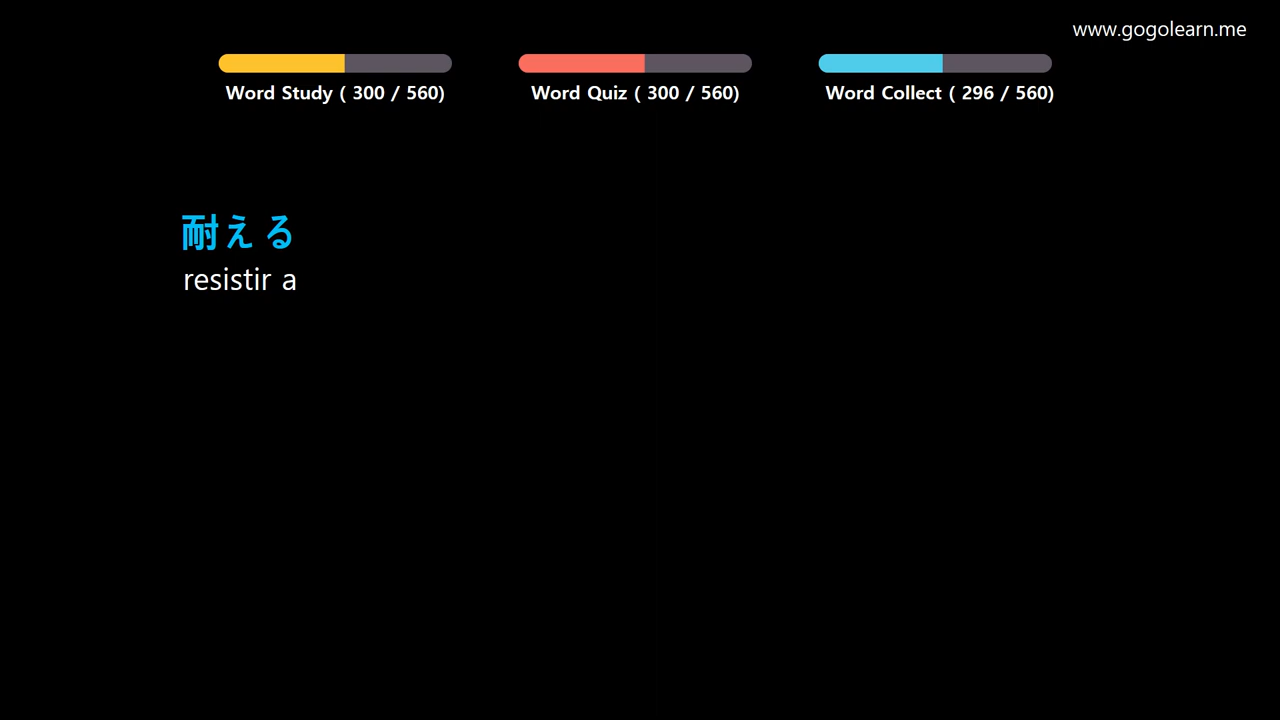 www.gogolearn.me
Word Study ( 300 / 560)
Word Quiz ( 300 / 560)
Word Collect ( 296 / 560)
耐える
resistir a